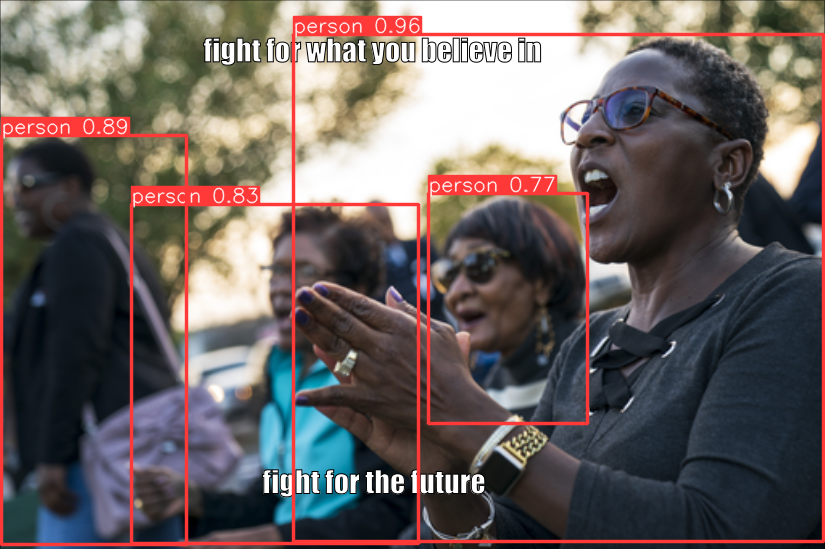 person 0.96
fight for what you believe in
person 0.89
person 0.77
person 0.83
fight for the future